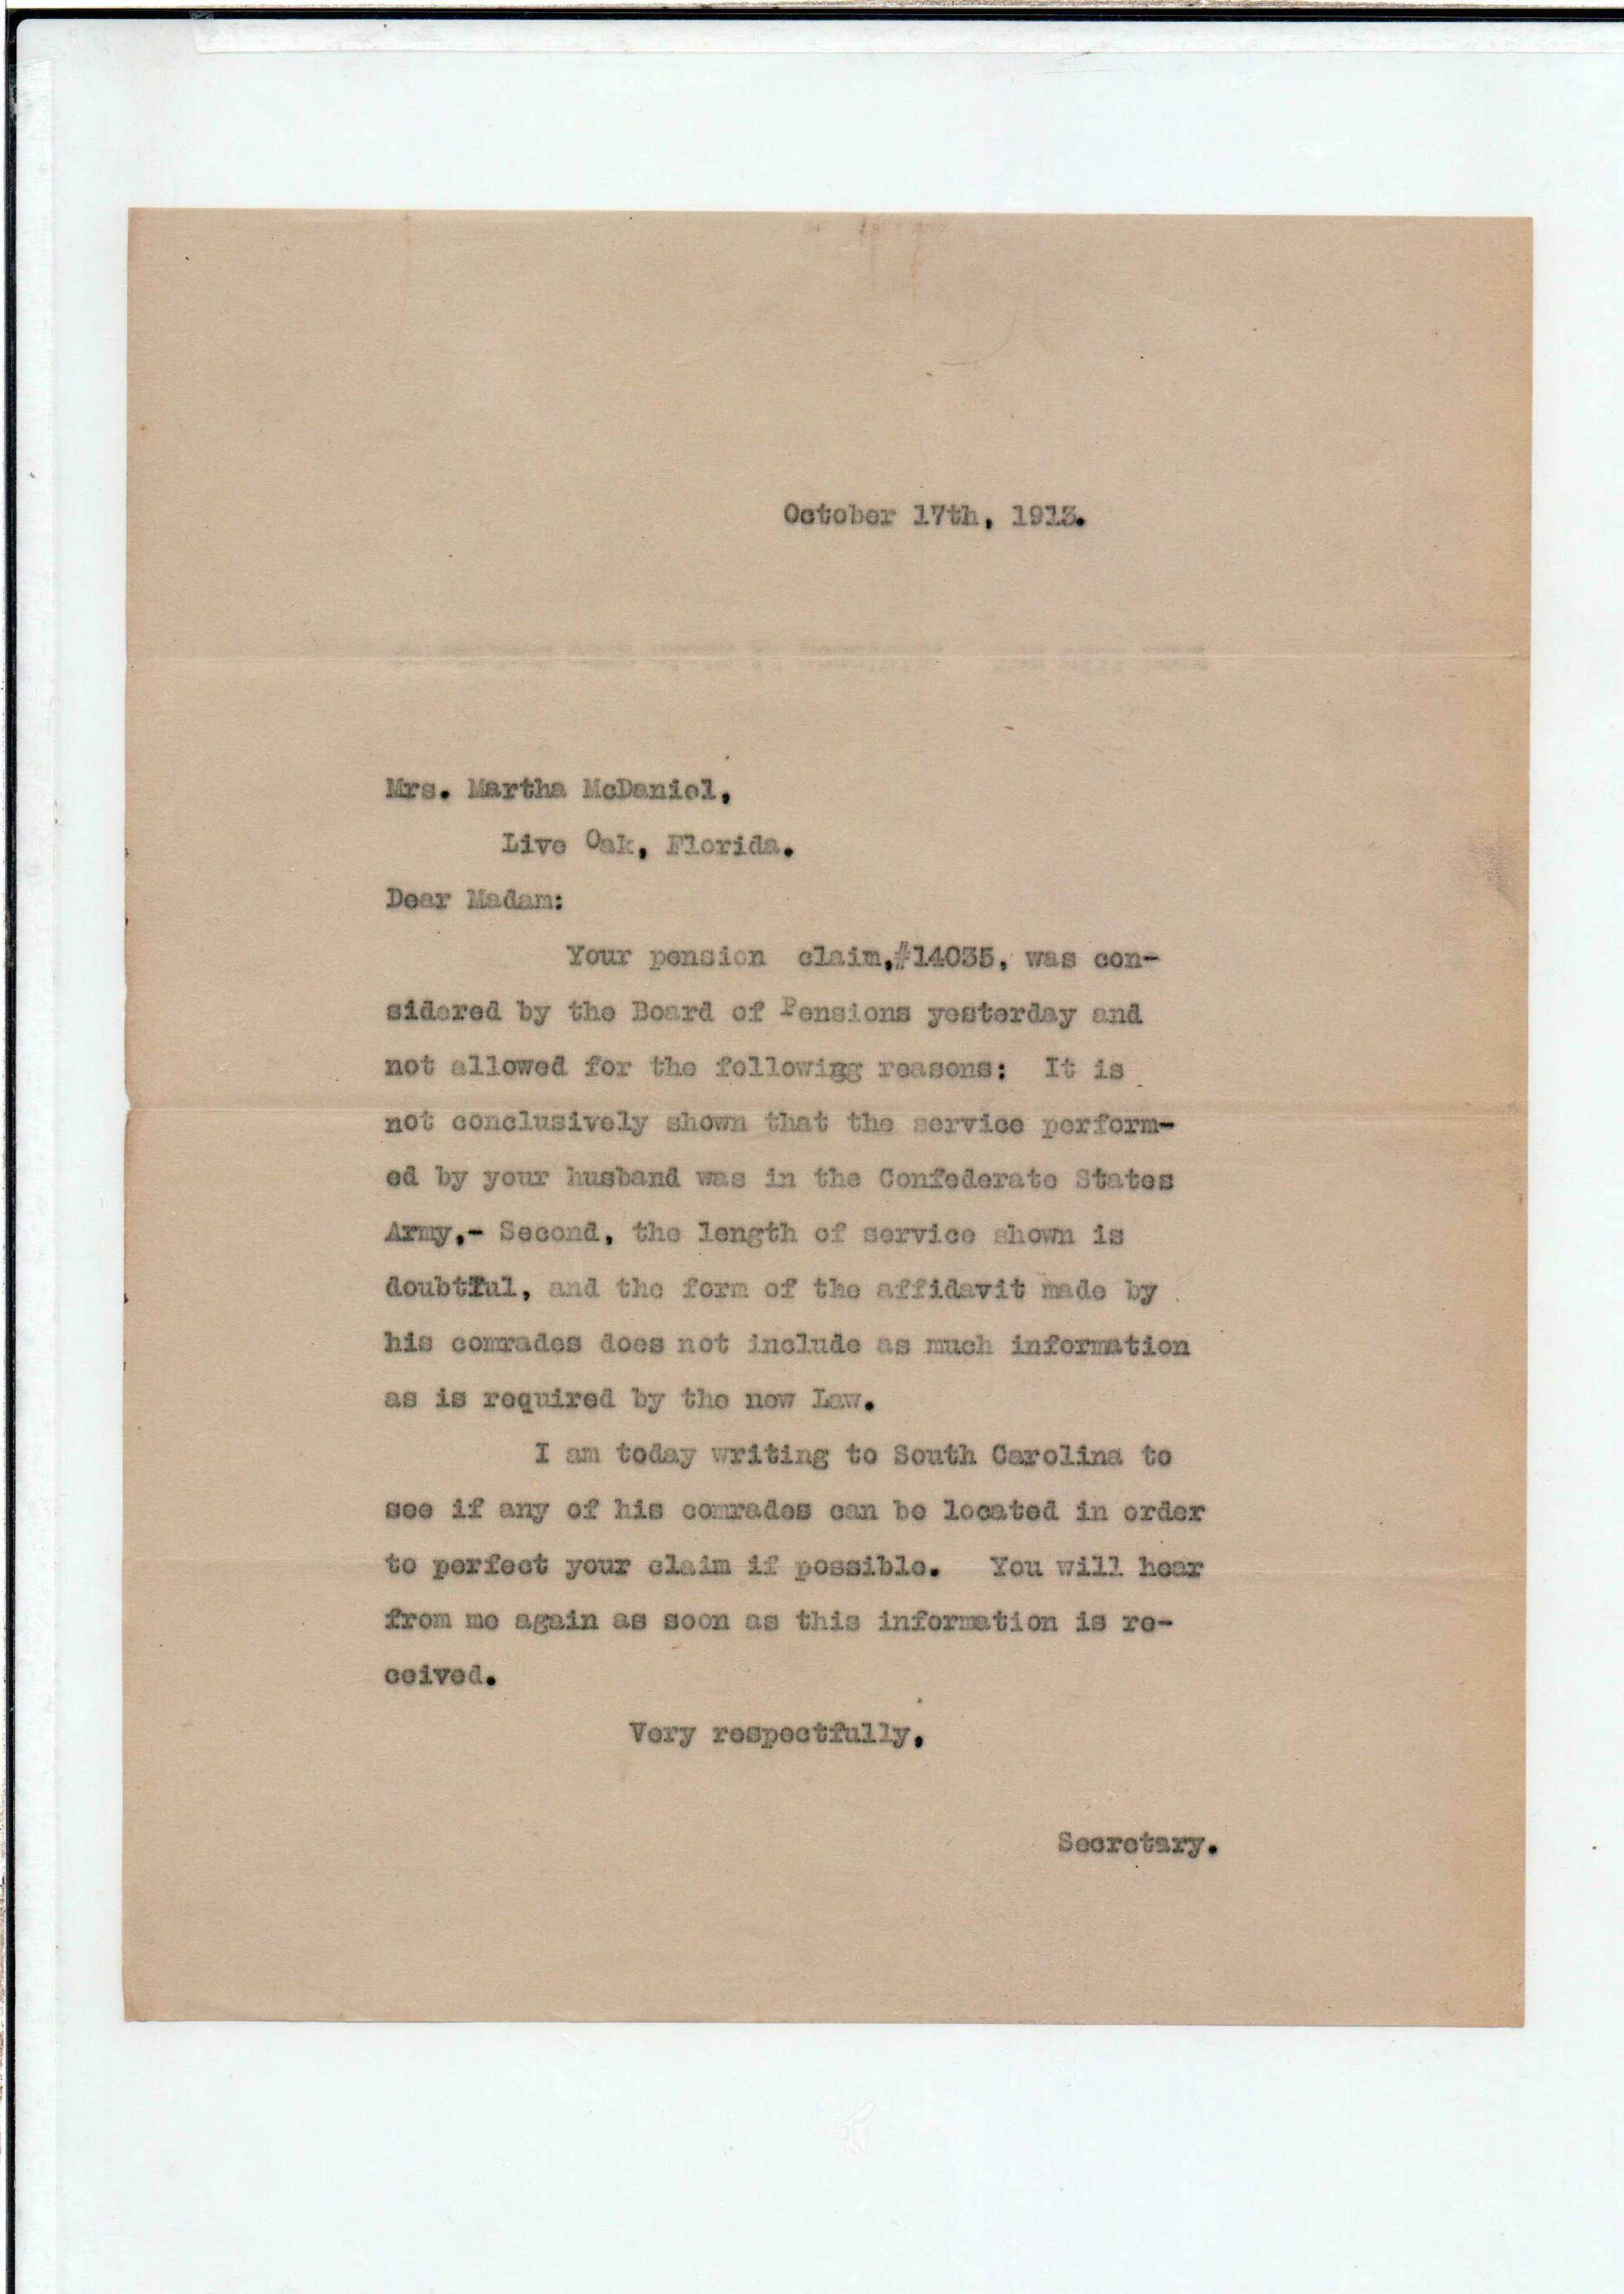 October 17th, 1913.
Mrs. Martha McDaniel,
Live Oak, Florida.
Dear Madam:
Your pension claim,#14035, was con-
sidered by the Board of Pensions yesterday and
not allowed for the following reasons: It is
not conclusively shown that the service perform-
ed by your husband was in the Confederate States
Army.- Second, the length of service shown is
doubtful, and the form of the affidavit made by
his comrades does not include as much information
as is required by the new Law.
I am today writing to South Carolina to
see if any of his comrades can be located in order
to perfect your claim if possible. You will hear
from me again as soon as this information is re-
ceived.
Very respectfully,
Secretary.